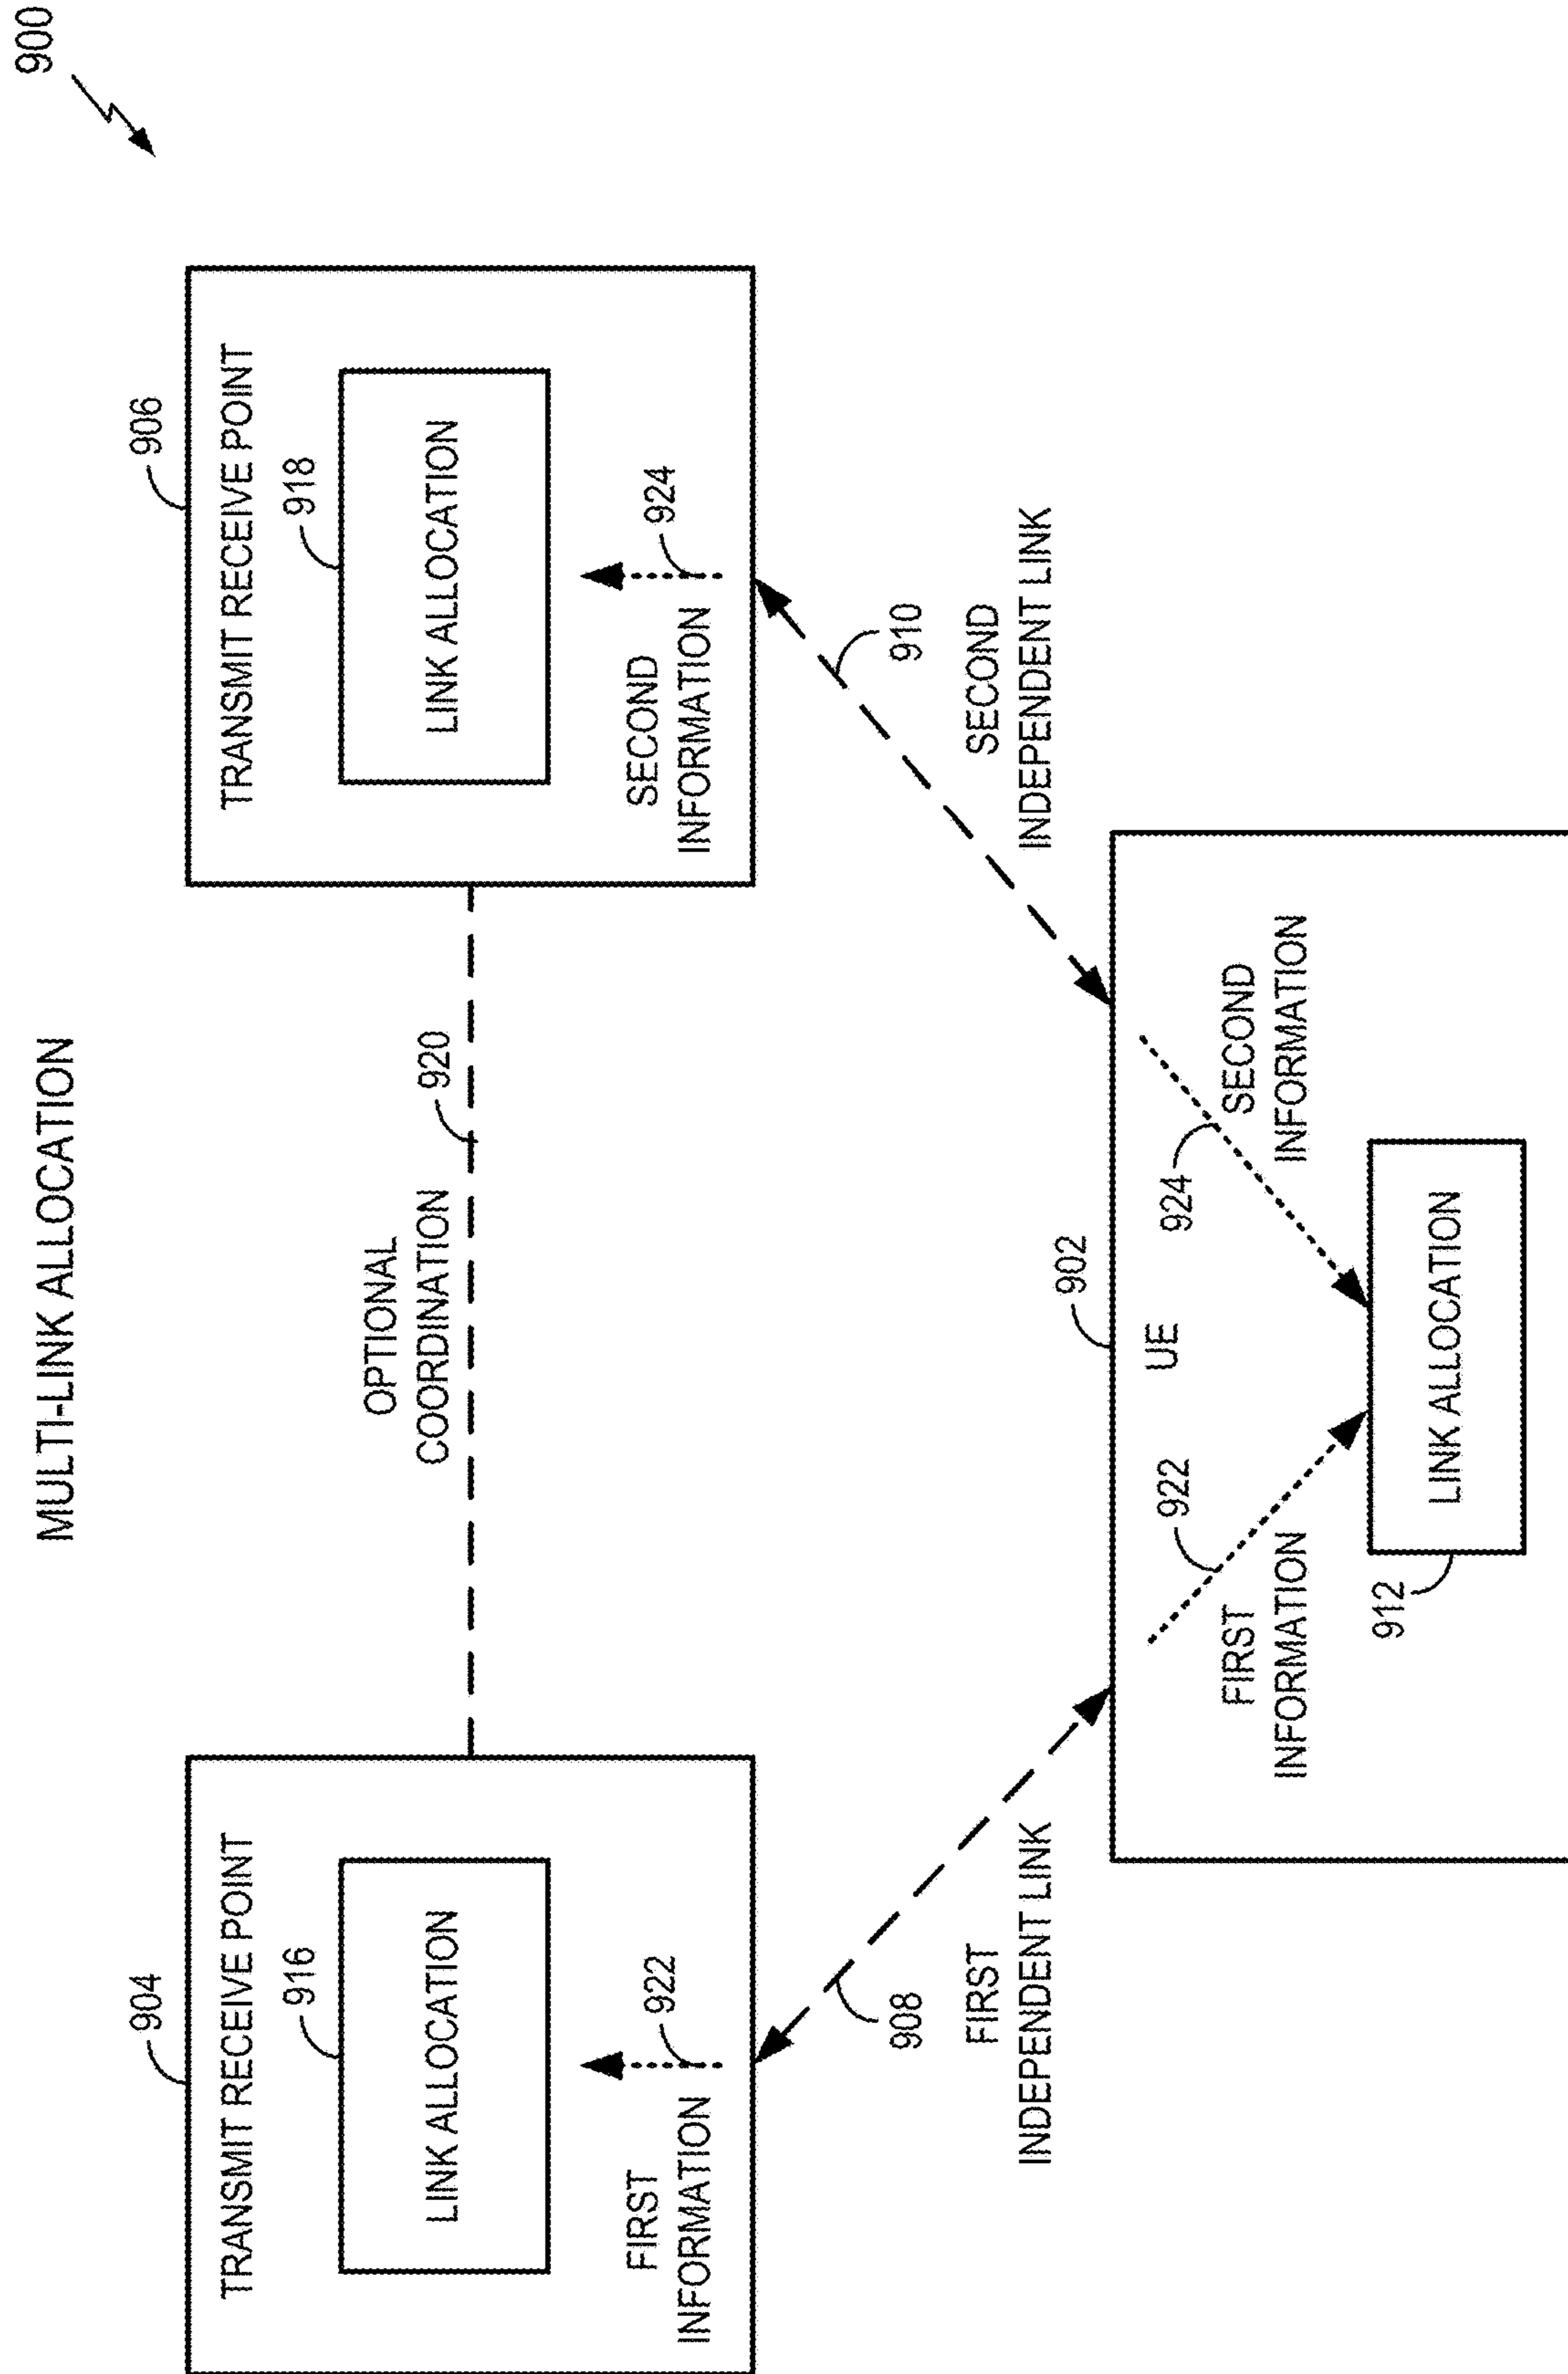 MULTI-LINK ALLOCATION
900
904
906
TRANSMIT RECEIVE POINT
916
LINK ALLOCATION
FIRST
INFORMATION
922
OPTIONAL
COORDINATION
920
TRANSMIT RECEIVE POINT
918
LINK ALLOCATION
SECOND
INFORMATION
924
908
FIRST
INDEPENDENT LINK
910
SECOND
INDEPENDENT LINK
902
UE
922
FIRST
INFORMATION
924
SECOND
INFORMATION
912
LINK ALLOCATION